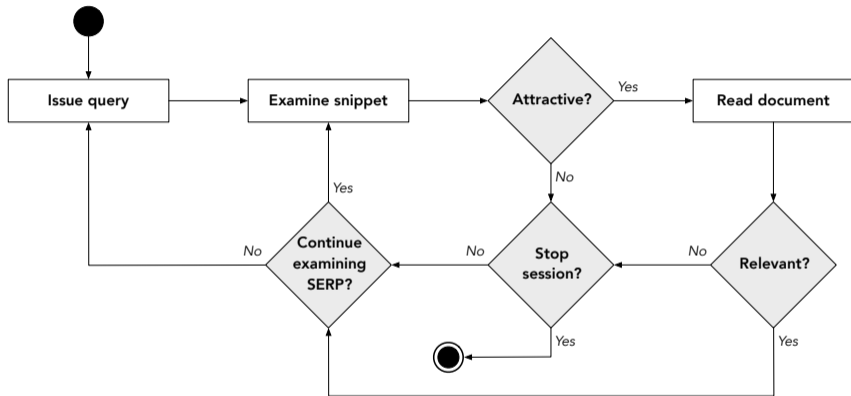 Issue query
Examine snippet
Attractive?
Yes
Read document
No
Yes
No
Continue
examining
SERP?
No
Stop
session?
No
Relevant?
Yes
Yes